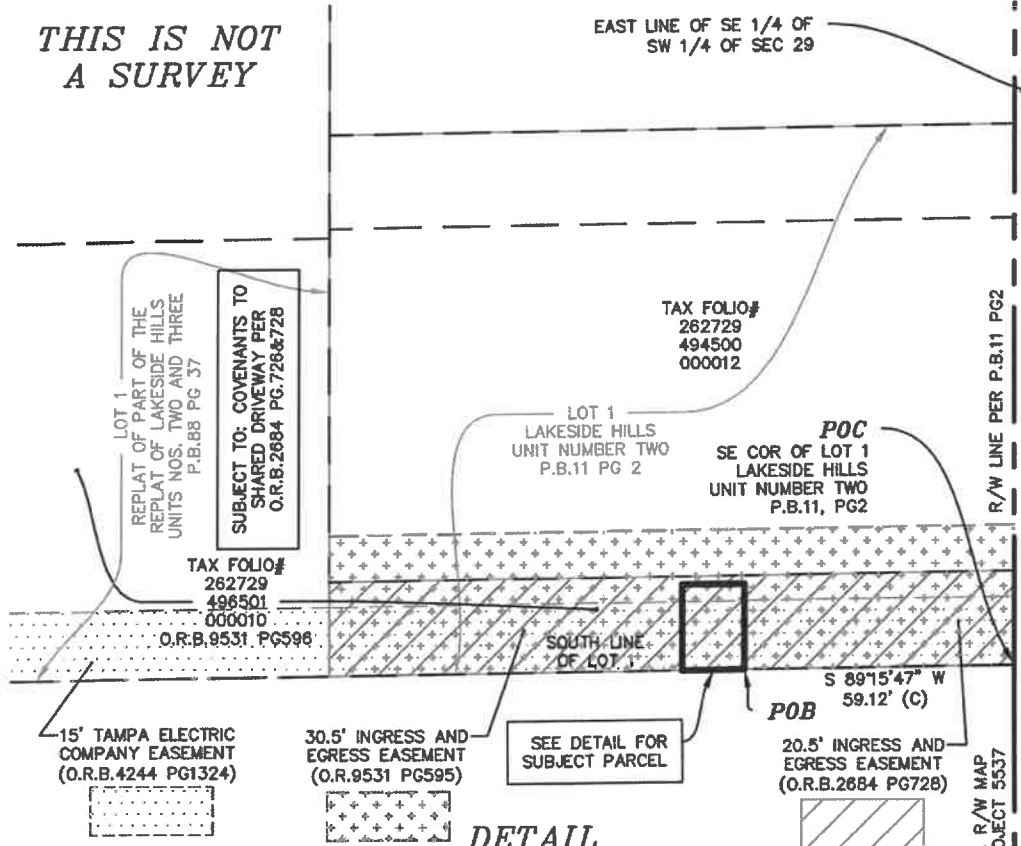 THIS IS NOT
A SURVEY
EAST LINE OF SE 1/4 OF
SW 1/4 OF SEC 29
LOT 1
REPLAT OF PART OF THE
REPLAT OF LAKESIDE HILLS
UNITS NOS. TWO AND THREE
P.B.88 PG 37
SUBJECT TO: COVENANTS TO
SHARED DRIVEWAY PER
O.R.B.2684 PG.726&728
TAX FOLIO#
262729
494500
000012
LOT 1
LAKESIDE HILLS
UNIT NUMBER TWO
P.B.11 PG 2
POC
SE COR OF LOT 1
LAKESIDE HILLS
UNIT NUMBER TWO
P.B.11, PG2
R/W LINE PER P.B.11 PG2
TAX FOLIO#
262729
496501
000010
O.R.B.9531 PG596
SOUTH LINE
OF LOT
S 89°15'47" W
59.12' (C)
POB
15' TAMPA ELECTRIC
COMPANY EASEMENT
(O.R.B.4244 PG1324)
30.5' INGRESS AND
EGRESS EASEMENT
(O.R.9531 PG595)
SEE DETAIL FOR
SUBJECT PARCEL
20.5' INGRESS AND
EGRESS EASEMENT
(O.R.B.2684 PG728)
R/W MAP
5537
DETAIL